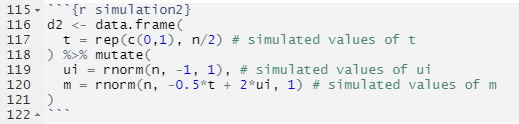 115 ```{r simulation2}
116 d2 <- data.frame(
117   t = rep(c(0,1), n/2) # simulated values of t
118 ) %>% mutate(
119   ui = rnorm(n, -1, 1), # simulated values of ui
120   m = rnorm(n, -0.5*t + 2*ui, 1) # simulated values of m
121 )
122 ```